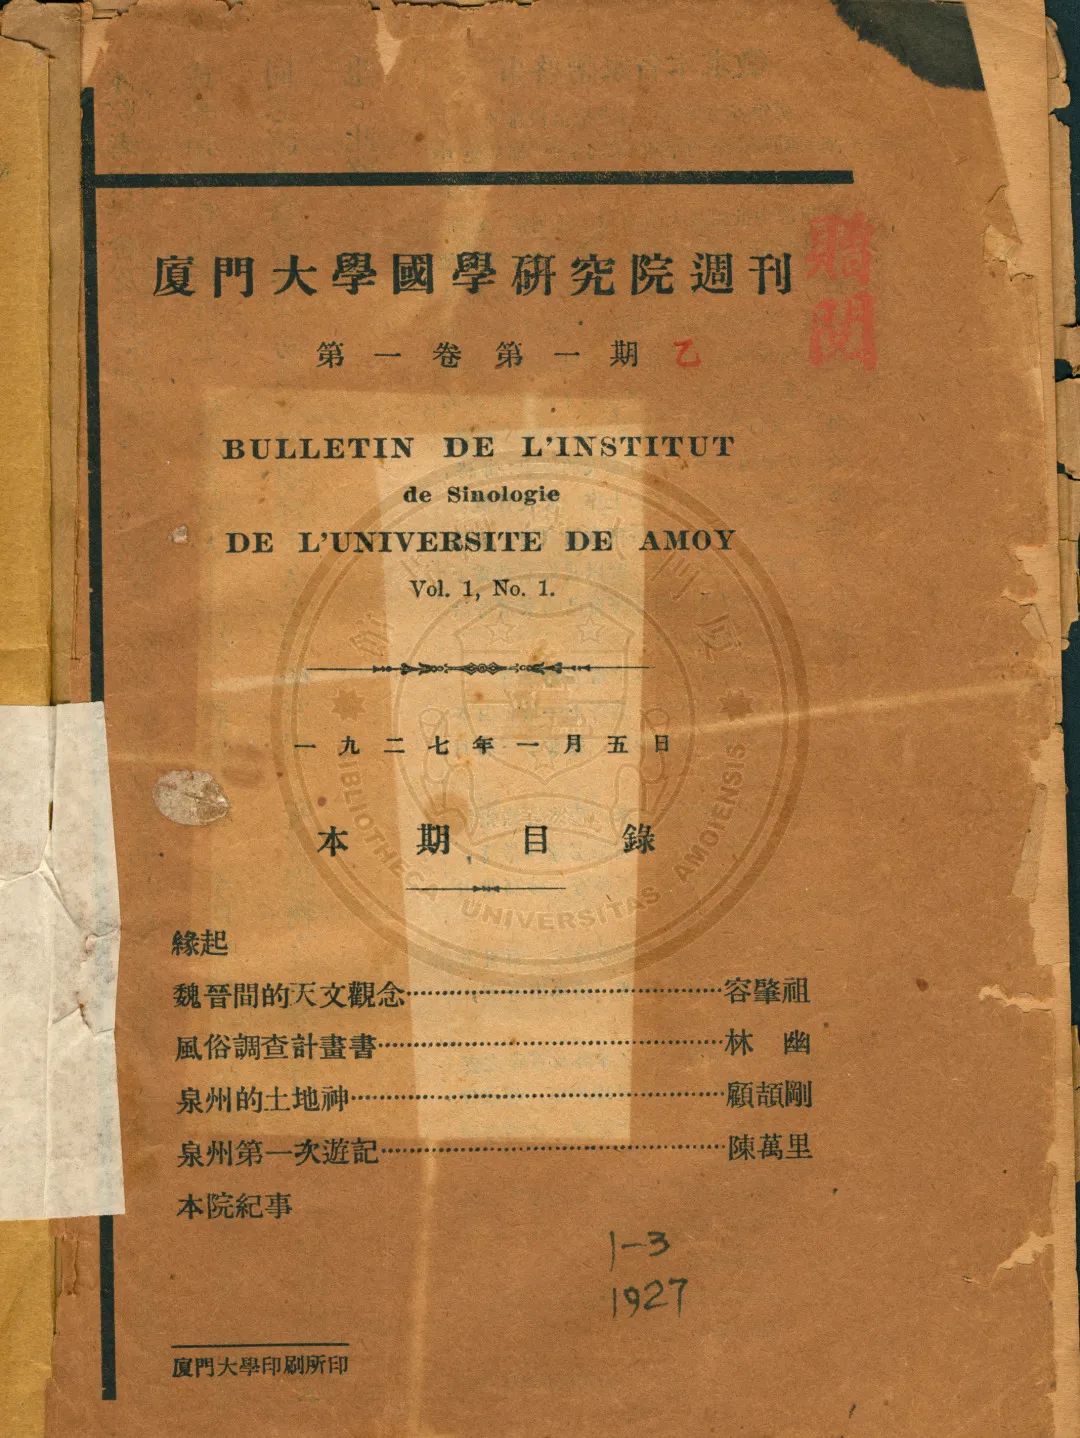 廈門大學國學研究院週刊
第一卷第一期 乙
BULLETIN DE L'INSTITUT
de Sinologie
DE L'UNIVERSITE DE AMOY
Vol. 1, No. 1.
一九二七年一月五日
本期目錄
緣起
魏晉間的天文觀念……容肇祖
風俗調查計畫書……林 幽
泉州的土地神……顧頡剛
泉州第一次遊記……陳萬里
本院紀事
1-3
1927
廈門大學印刷所印
BIBLIOTHECA UNIVERSITAS AMOIENSIS